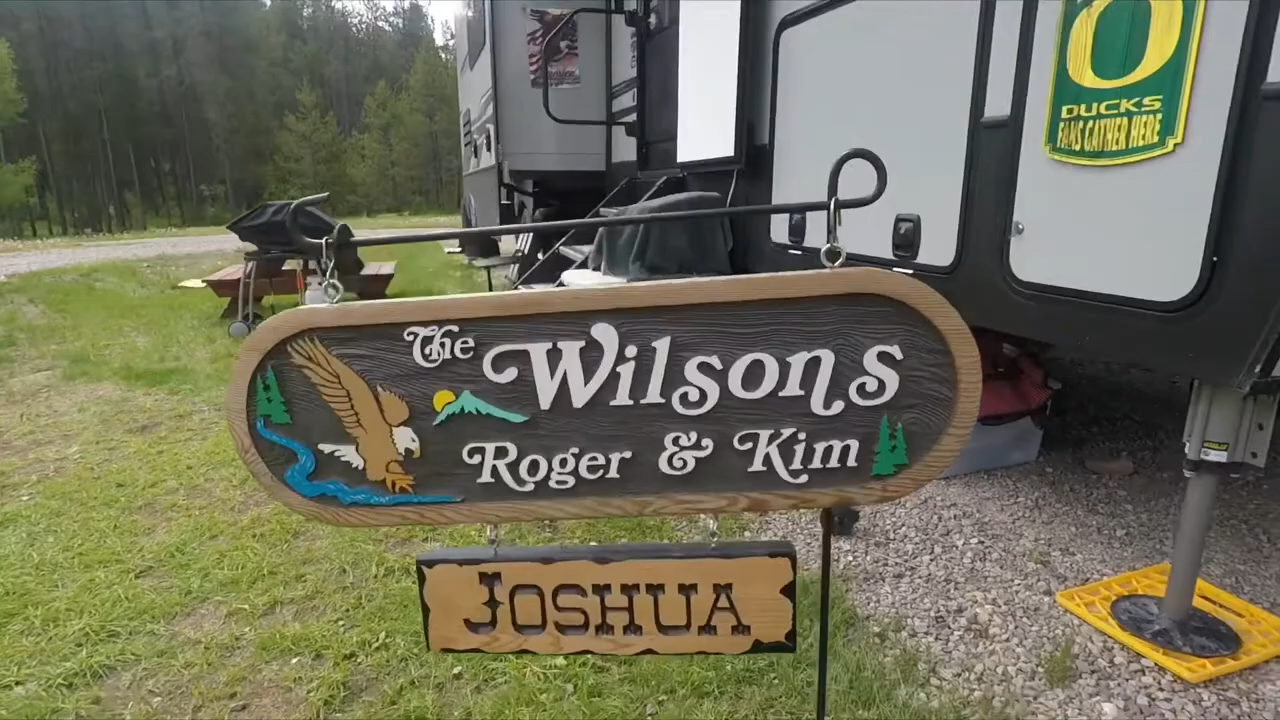 O
DUCKS
FANS GATHER HERE
The Wilsons
Roger & Kim
JOSHUA